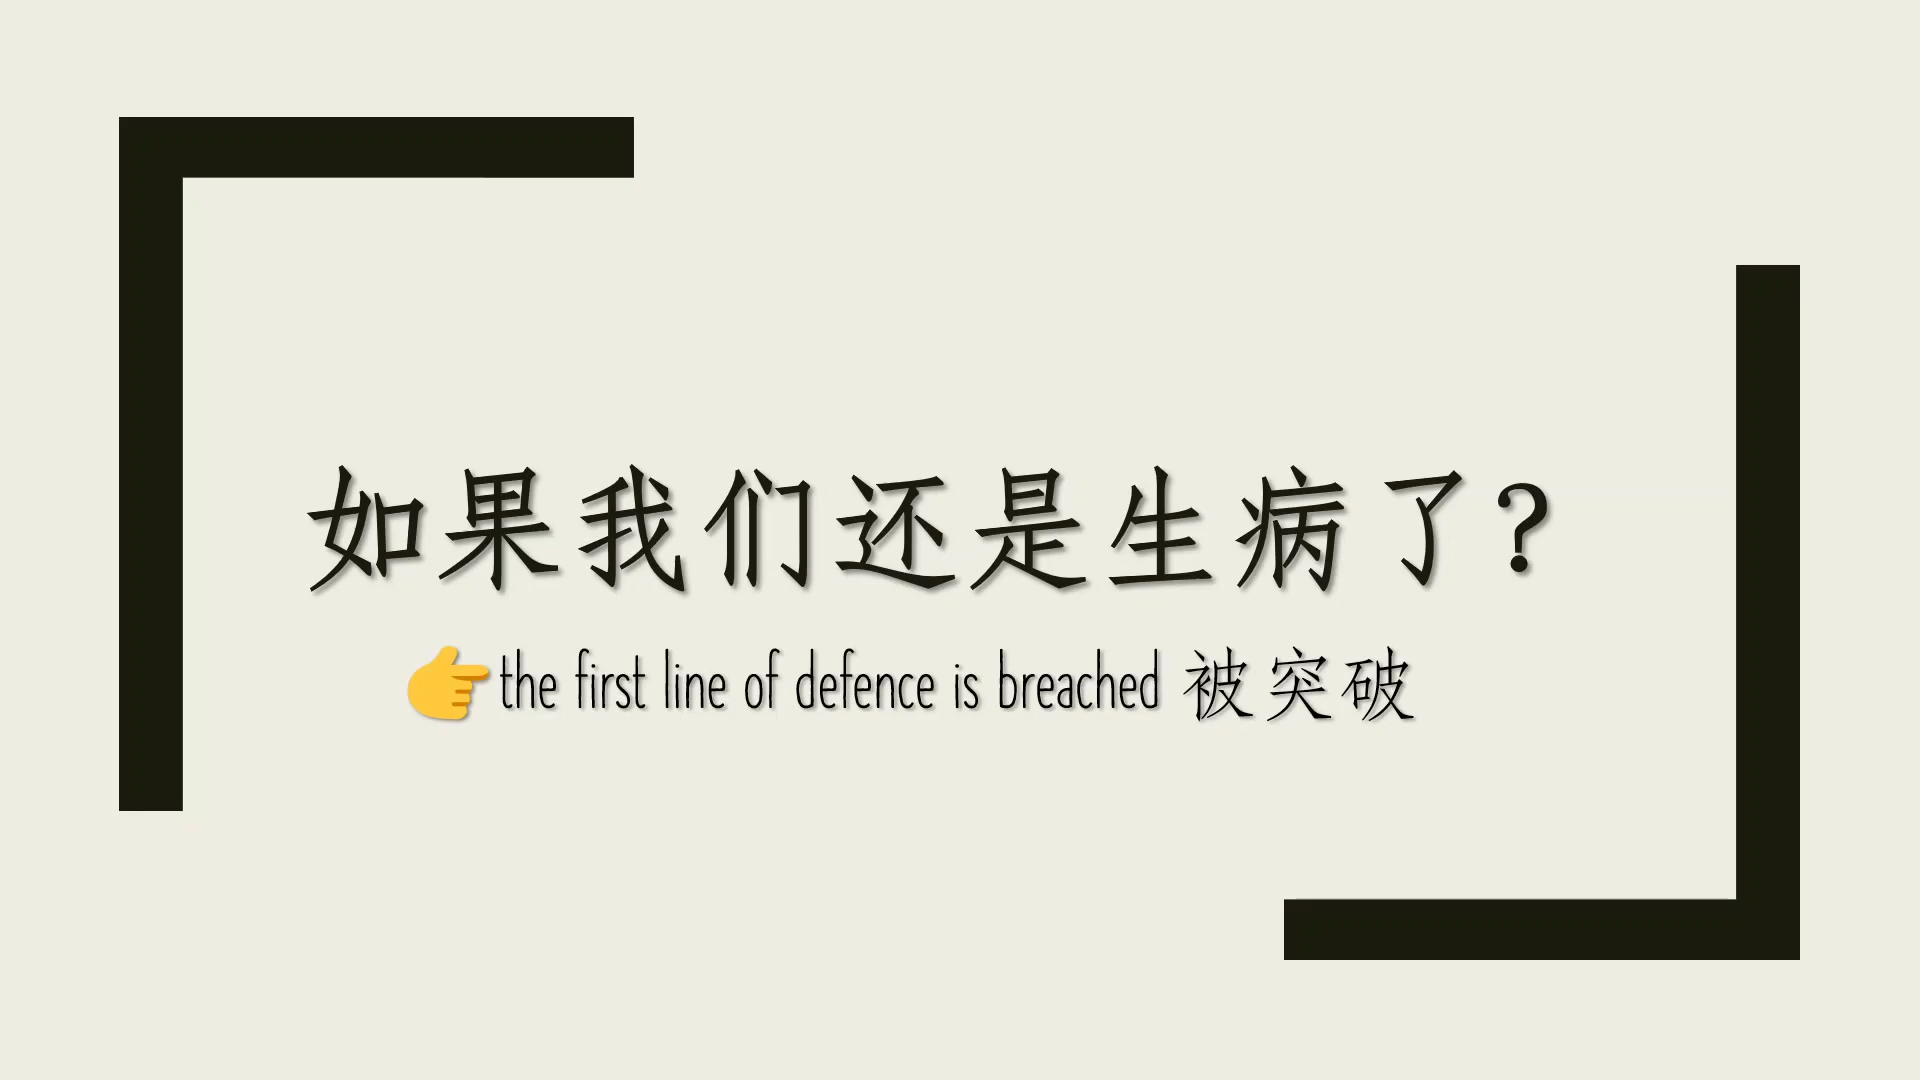 如果我们还是生病了?
👉the first line of defence is breached 被突破